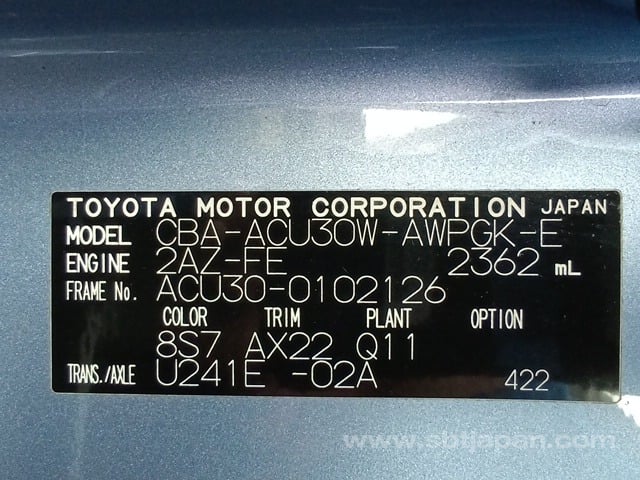 TOYOTA MOTOR CORPORATION JAPAN
MODEL CBA-ACU30W-AWPGK-E
ENGINE 2AZ-FE 2362 mL
FRAME No. ACU30-0102126
COLOR TRIM PLANT OPTION
8S7 AX22 Q11
TRANS./AXLE U241E -02A 422
www.sbtjapan.com